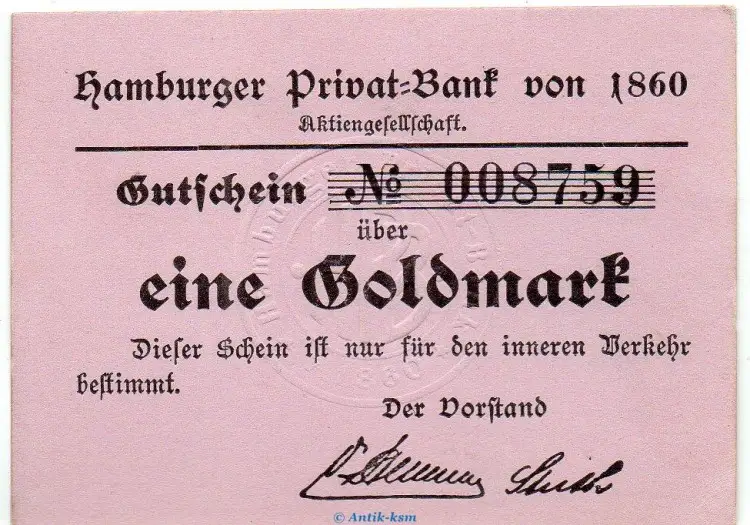 Hamburger Privat-Bank von 1860
Aktiengesellschaft.
Gutschein № 008759
über
eine Goldmark
Dieser Schein ist nur für den inneren Verkehr
bestimmt.
Der Vorstand
© Antik-ksm